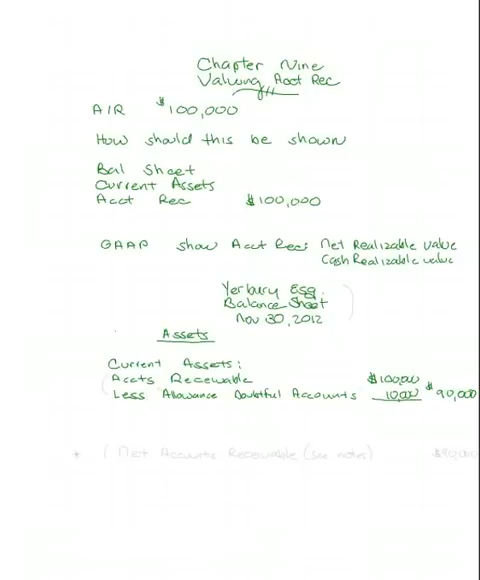 Chapter Nine
Valuing Acct Rec
A/R $100,000
How should this be shown
Bal Sheet
Current Assets
Acct Rec $100,000
GAAP show Acct Rec: Net Realizable Value
Cash Realizable value
Yerbury Esq.
Balance Sheet
Nov 30, 2012
Assets
Current Assets:
Accts Receivable $100,000
Less Allowance Doubtful Accounts 10,000 $90,000
* (Net Accounts Receivable (see notes) $90,000